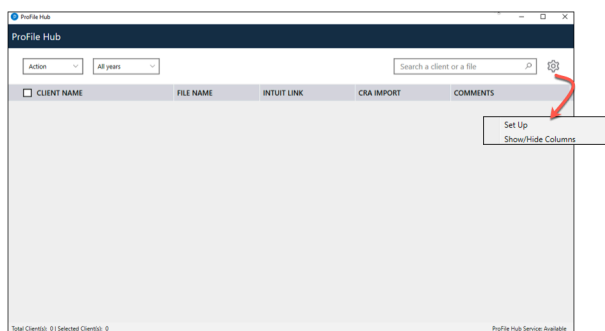 ProFile Hub
ProFile Hub
Action All years Search a client or a file
CLIENT NAME FILE NAME INTUIT LINK CRA IMPORT COMMENTS
Set Up
Show/Hide Columns
Total Client(s): 0 | Selected Client(s): 0 ProFile Hub Service: Available